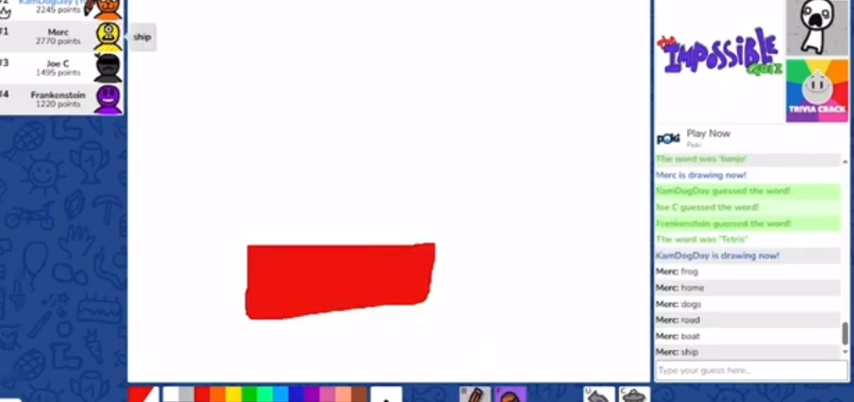 #2
KamDogDay (Y
2245 points
#1
Merc
2770 points
ship
#3
Joe C
1495 points
#4
Frankenstein
1220 points
the
IMPOSSIBLE
QUIZ
TRIVIA CRACK
poki
Play Now
Poki
The word was 'banjo'
Merc is drawing now!
KamDogDay guessed the word!
Joe C guessed the word!
Frankenstein guessed the word!
The word was 'Tetris'
KamDogDay is drawing now!
Merc: frog
Merc: home
Merc: dogs
Merc: road
Merc: boat
Merc: ship
Type your guess here...